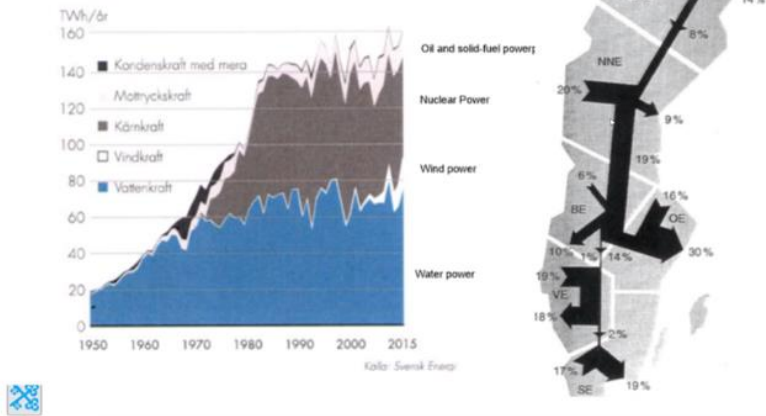 TWh/år
160
140
120
100
80
60
40
20
0
Kondenskraft med mera
Mottryckskraft
Kärnkraft
Vindkraft
Vattenkraft
1950 1960 1970 1980 1990 2000 2015
Källa: Svensk Energi
Oil and solid-fuel power
Nuclear Power
Wind power
Water power
14%
8%
NNE
20%
9%
19%
6%
16%
BE
OE
10%
1%
14%
30%
19%
VE
18%
2%
17%
19%
SE